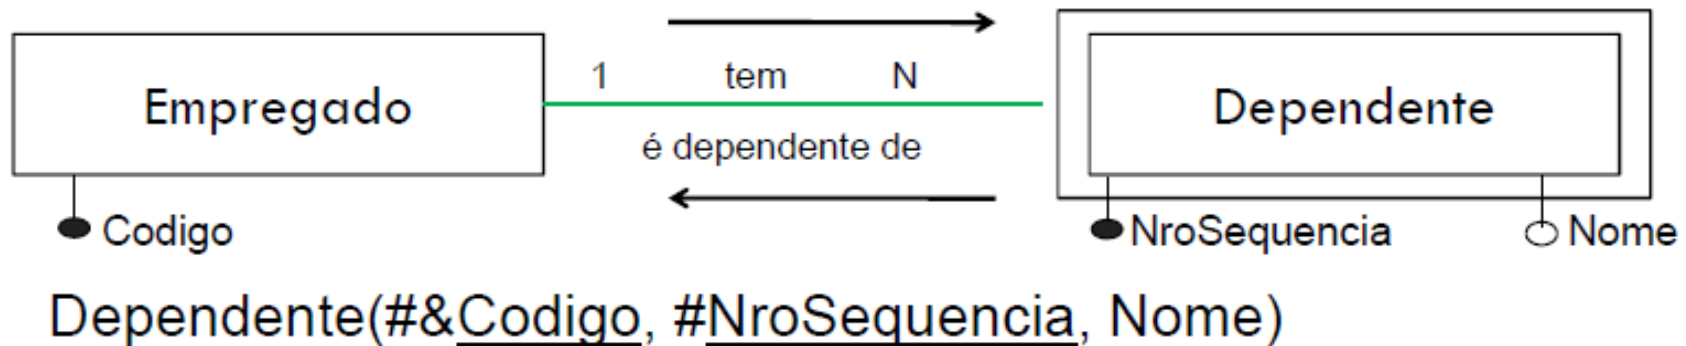 1 tem N
Empregado
Dependente
é dependente de
Codigo
NroSequencia
Nome
Dependente(#&Codigo, #NroSequencia, Nome)